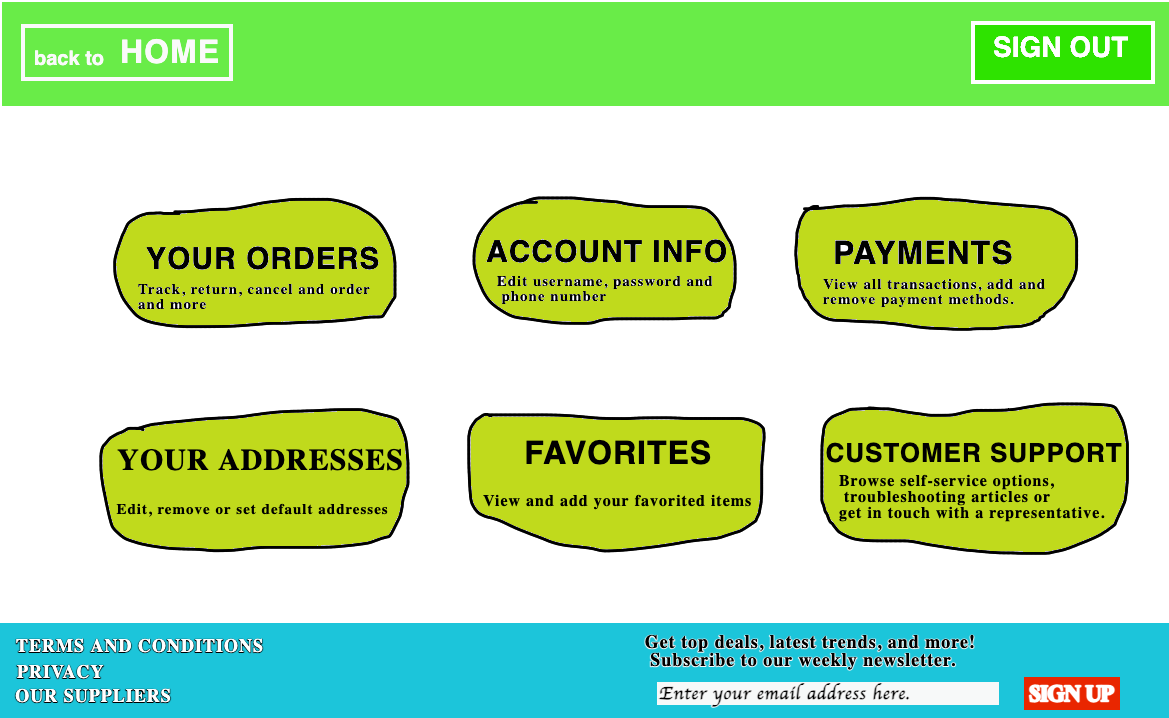 back to HOME
SIGN OUT
YOUR ORDERS
Track, return, cancel and order
and more
ACCOUNT INFO
Edit username, password and
phone number
PAYMENTS
View all transactions, add and
remove payment methods.
YOUR ADDRESSES
Edit, remove or set default addresses
FAVORITES
View and add your favorited items
CUSTOMER SUPPORT
Browse self-service options,
troubleshooting articles or
get in touch with a representative.
TERMS AND CONDITIONS
PRIVACY
OUR SUPPLIERS
Get top deals, latest trends, and more!
Subscribe to our weekly newsletter.
Enter your email address here.
SIGN UP